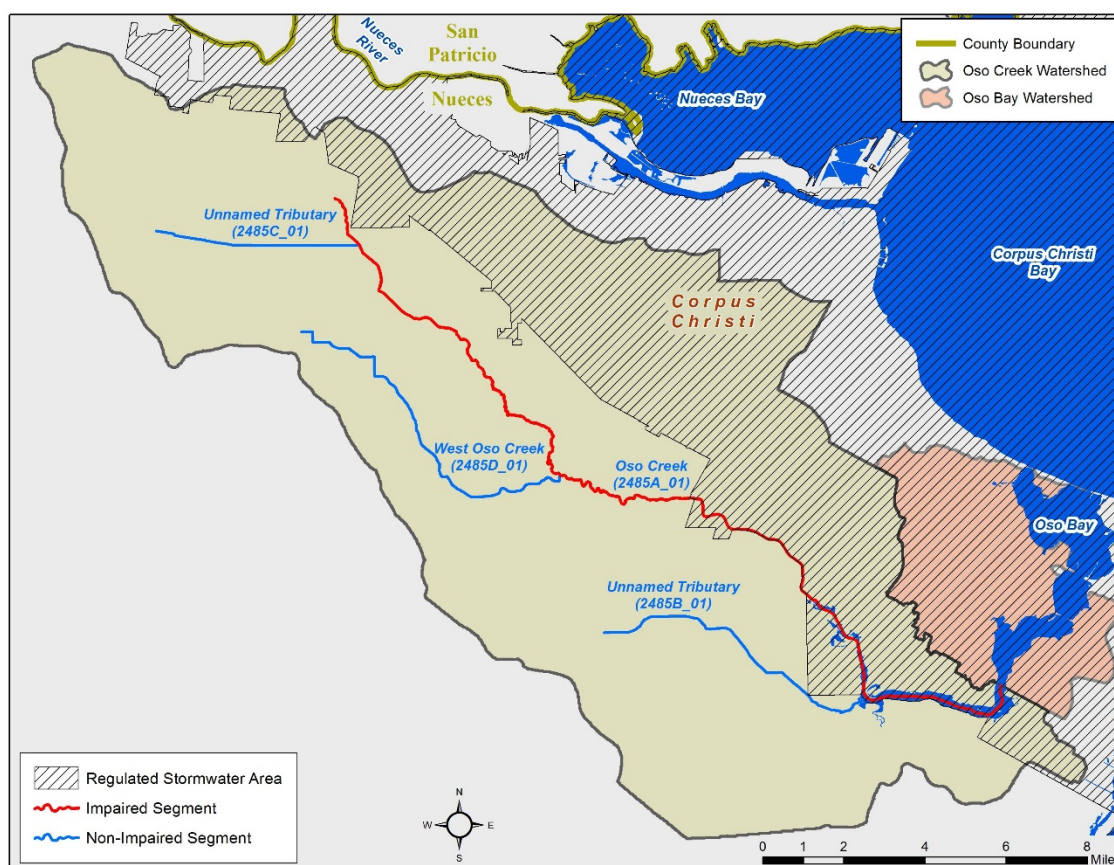 San
Patricio
Nueces
River
Nueces
Nueces Bay
County Boundary
Oso Creek Watershed
Oso Bay Watershed
Unnamed Tributary
(2485C_01)
Corpus Christi
Bay
Corpus
Christi
West Oso Creek
(2485D_01)
Oso Creek
(2485A_01)
Oso Bay
Unnamed Tributary
(2485B_01)
Regulated Stormwater Area
Impaired Segment
Non-Impaired Segment
N
W
E
S
0 1 2 4 6 8
Mile